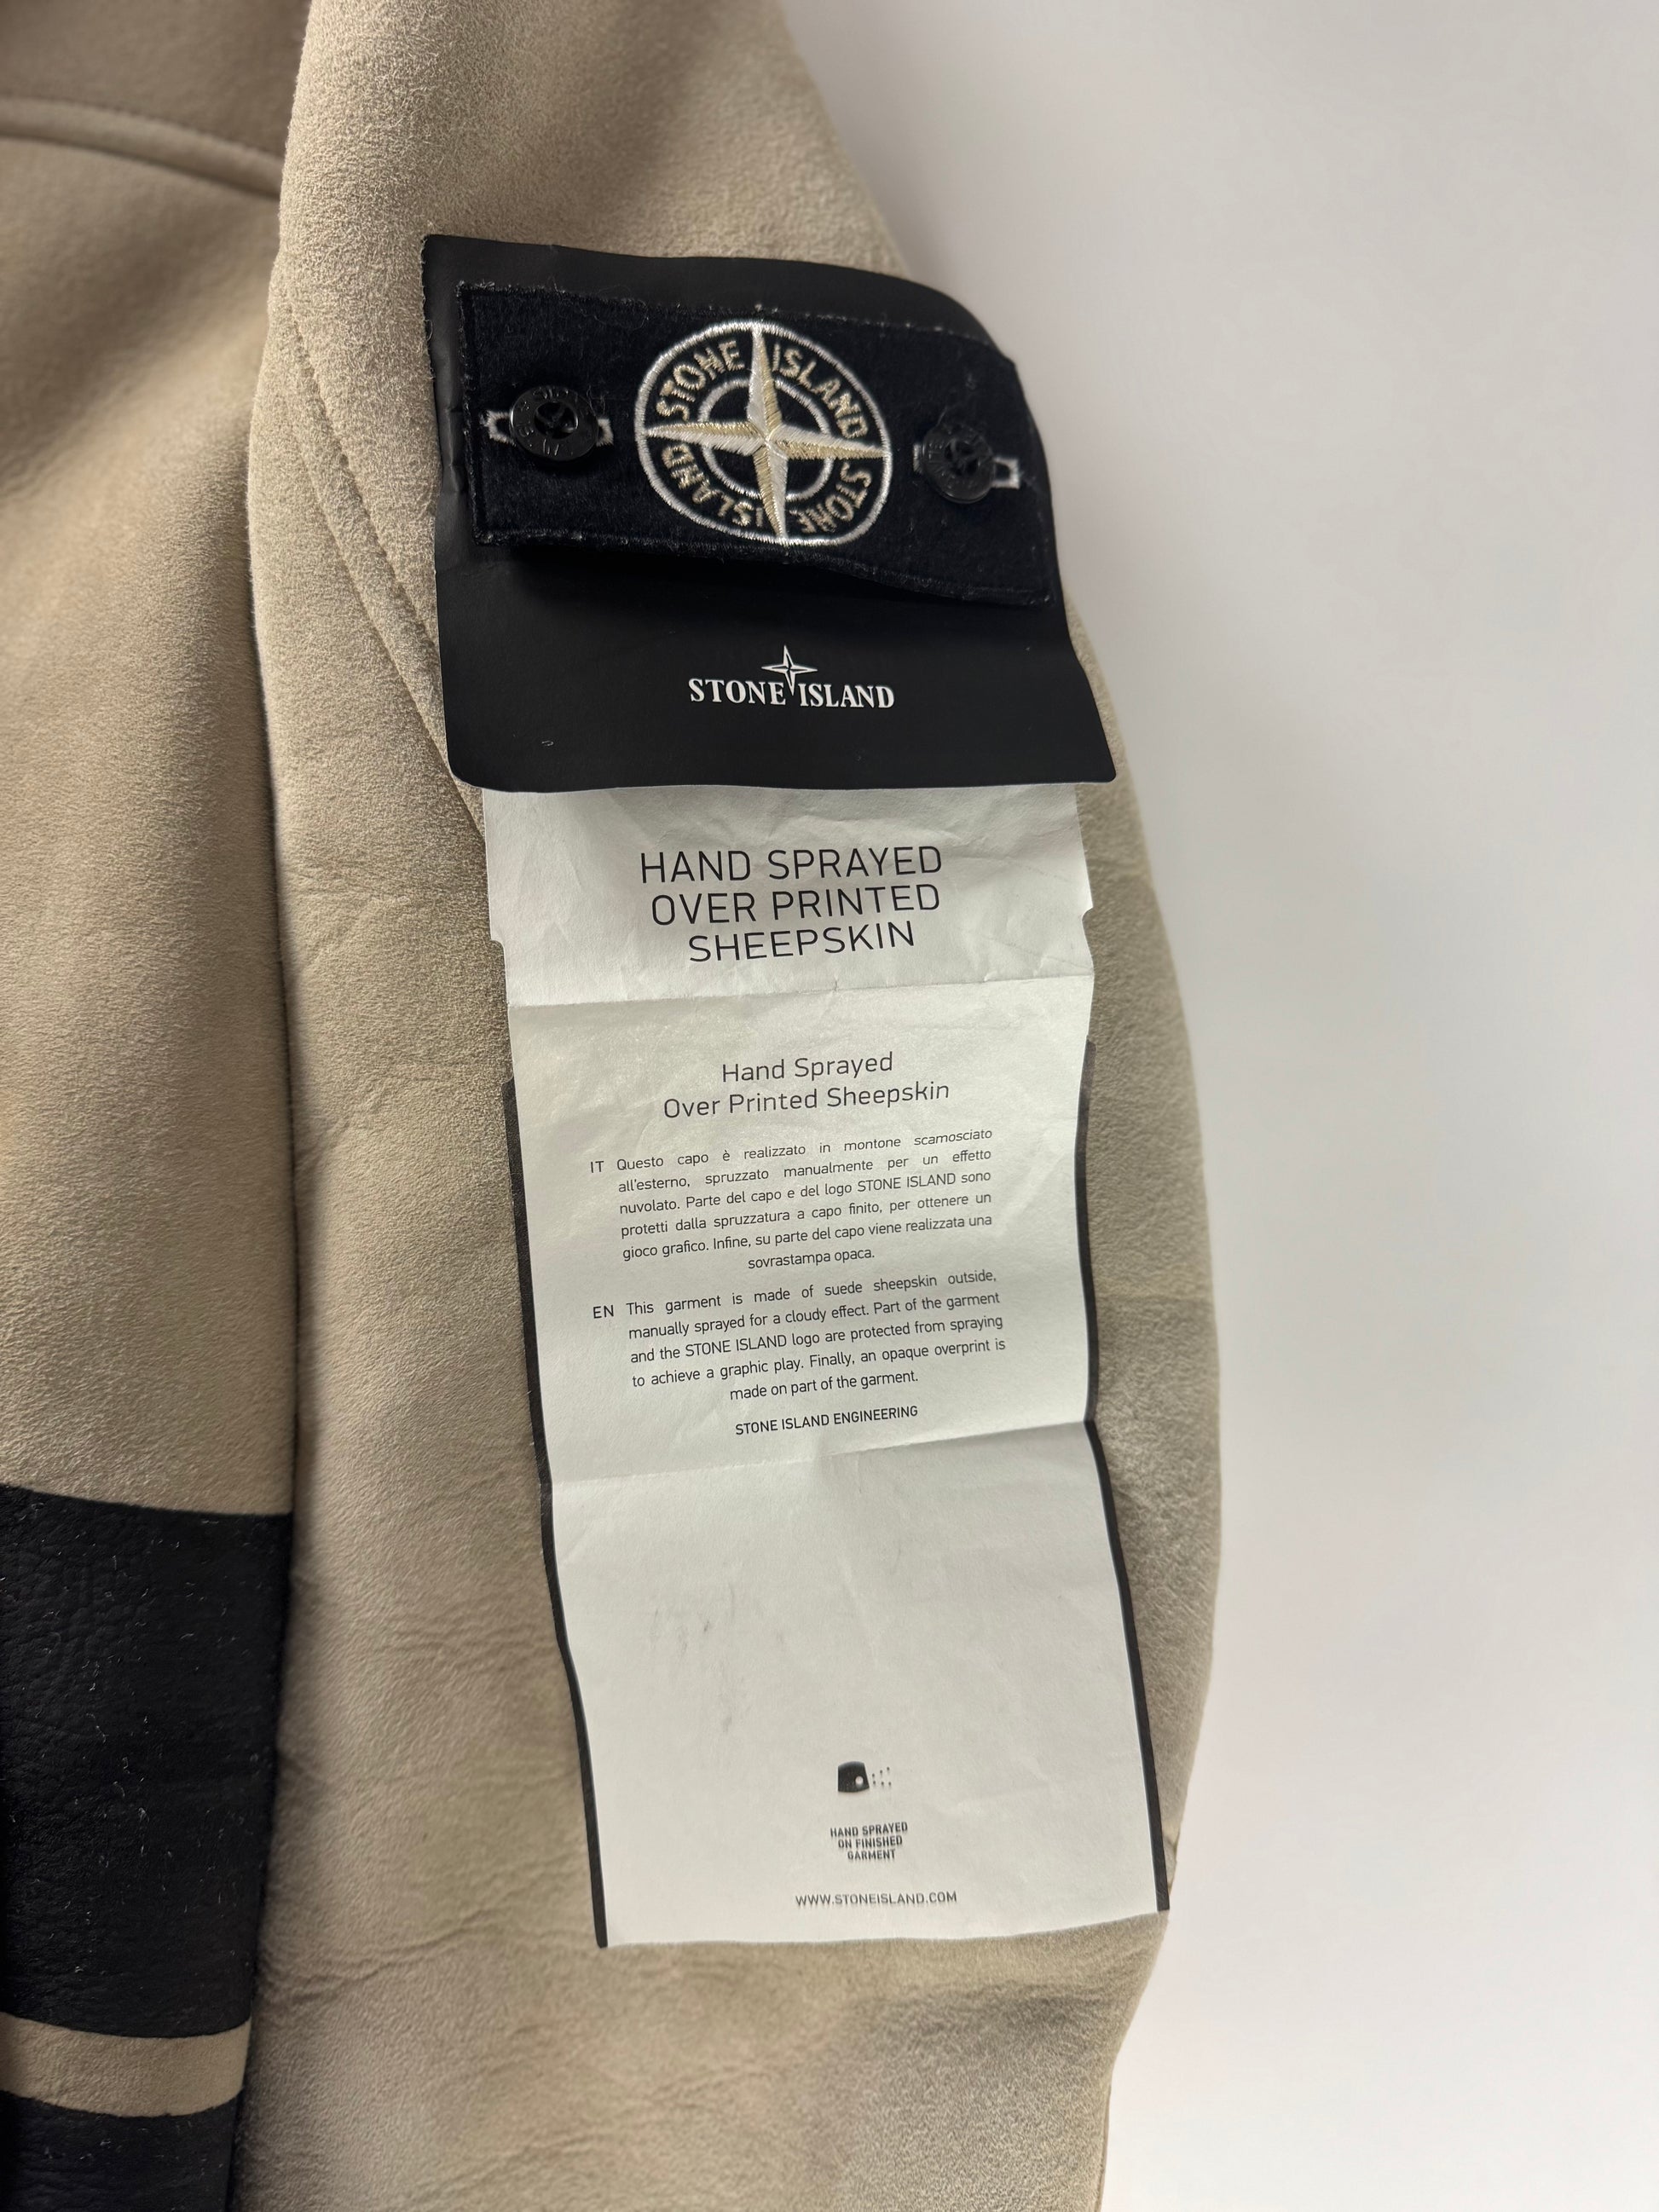 STONE ISLAND
STONE ISLAND
STONE ISLAND
HAND SPRAYED
OVER PRINTED
SHEEPSKIN
Hand Sprayed
Over Printed Sheepskin
IT Questo capo è realizzato in montone scamosciato
all'esterno, spruzzato manualmente per un effetto
nuvolato. Parte del capo e del logo STONE ISLAND sono
protetti dalla spruzzatura a capo finito, per ottenere un
gioco grafico. Infine, su parte del capo viene realizzata una
sovrastampa opaca.
EN This garment is made of suede sheepskin outside,
manually sprayed for a cloudy effect. Part of the garment
and the STONE ISLAND logo are protected from spraying
to achieve a graphic play. Finally, an opaque overprint is
made on part of the garment.
STONE ISLAND ENGINEERING
HAND SPRAYED
ON FINISHED
GARMENT
WWW.STONEISLAND.COM